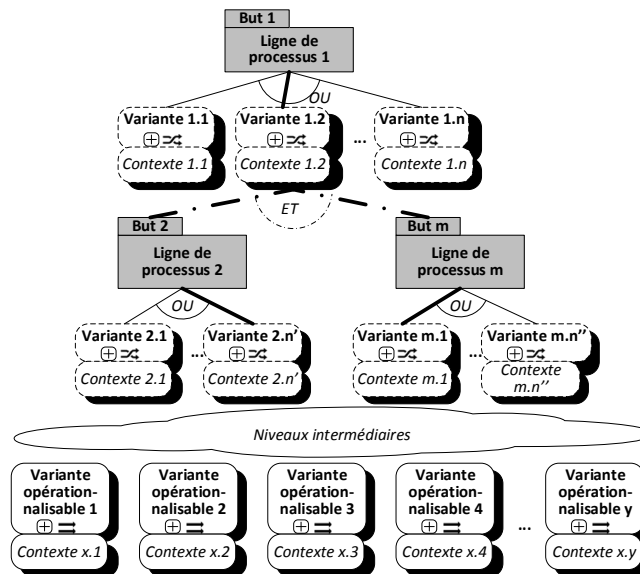 But 1
Ligne de
processus 1
OU
Variante 1.1
Contexte 1.1
Variante 1.2
Contexte 1.2
...
Variante 1.n
Contexte 1.n
ET
But 2
Ligne de
processus 2
But m
Ligne de
processus m
OU
Variante 2.1
Contexte 2.1
...
Variante 2.n'
Contexte 2.n'
OU
Variante m.1
Contexte m.1
...
Variante m.n''
Contexte
m.n''
Niveaux intermédiaires
Variante
opération-
nalisable 1
Contexte x.1
Variante
opération-
nalisable 2
Contexte x.2
Variante
opération-
nalisable 3
Contexte x.3
Variante
opération-
nalisable 4
Contexte x.4
...
Variante
opération-
nalisable y
Contexte x.y